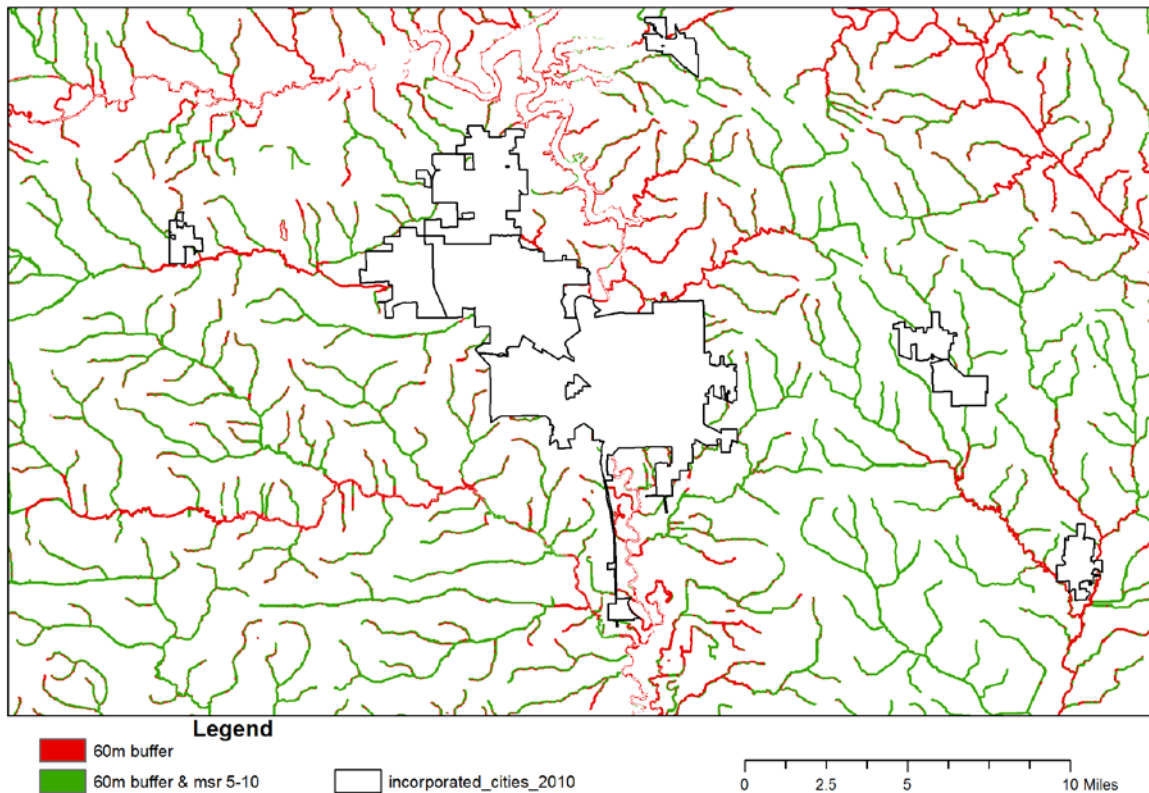 Legend
60m buffer
60m buffer & msr 5-10
incorporated_cities_2010
0 2.5 5 10 Miles